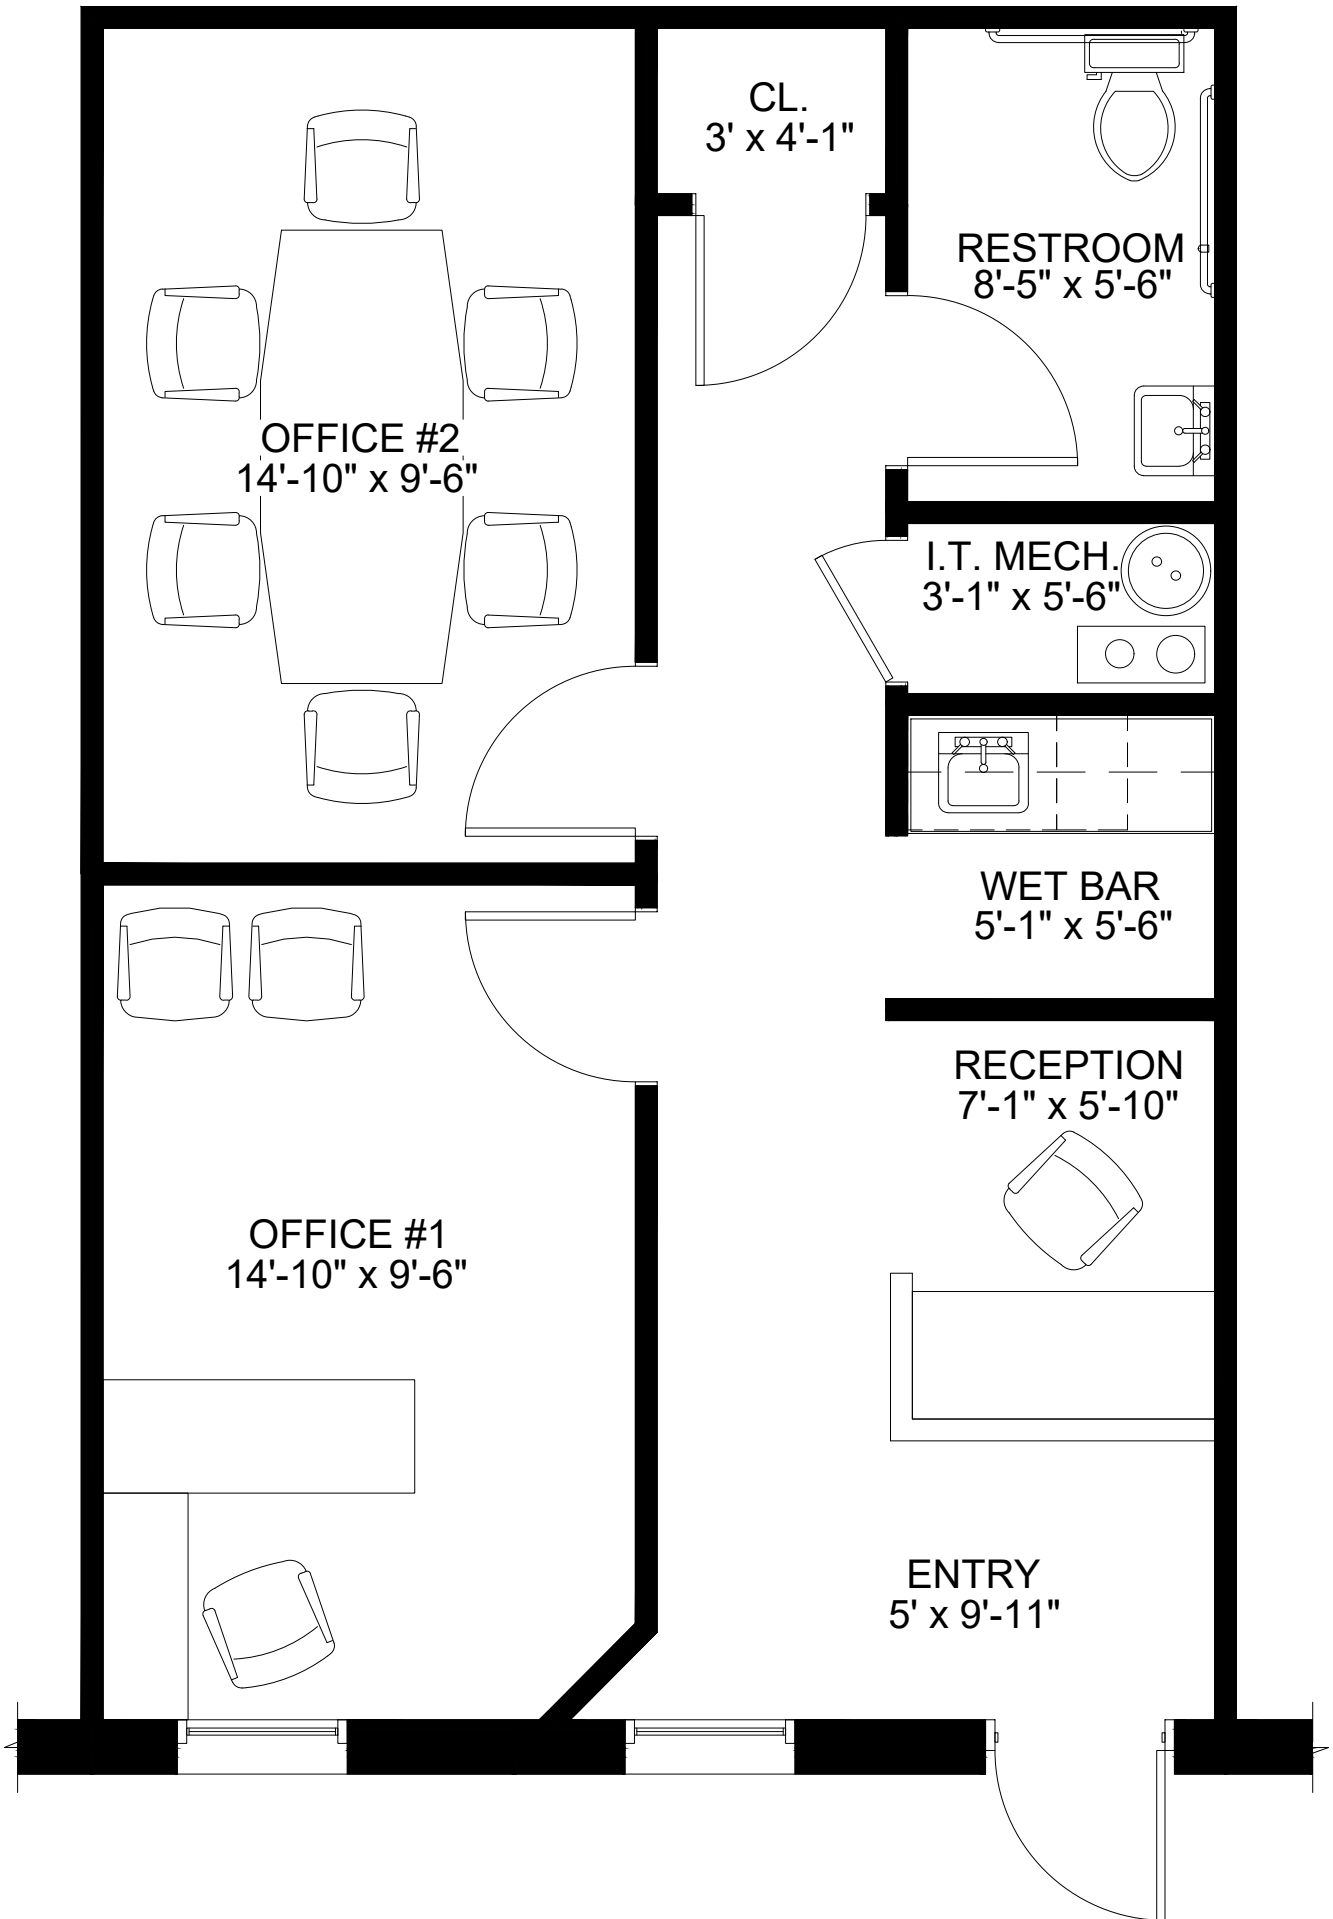 CL.
3' x 4'-1"
RESTROOM
8'-5" x 5'-6"
OFFICE #2
14'-10" x 9'-6"
I.T. MECH.
3'-1" x 5'-6"
WET BAR
5'-1" x 5'-6"
RECEPTION
7'-1" x 5'-10"
OFFICE #1
14'-10" x 9'-6"
ENTRY
5' x 9'-11"